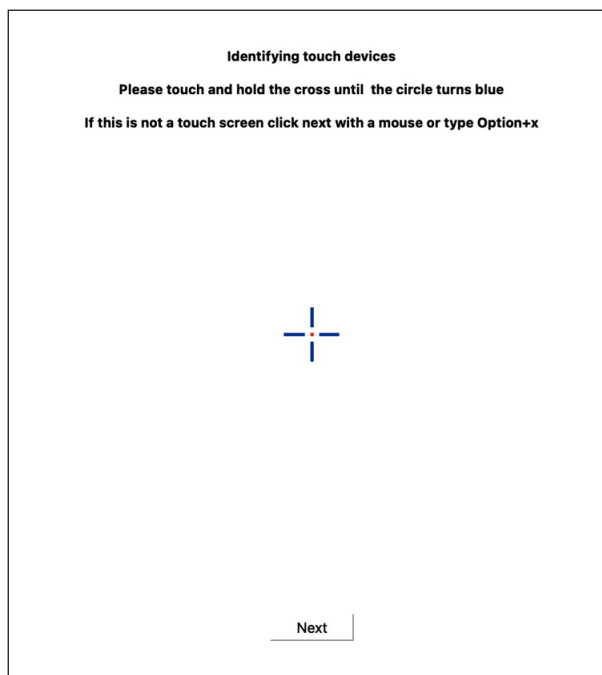 Identifying touch devices
Please touch and hold the cross until  the circle turns blue
If this is not a touch screen click next with a mouse or type Option+x
Next